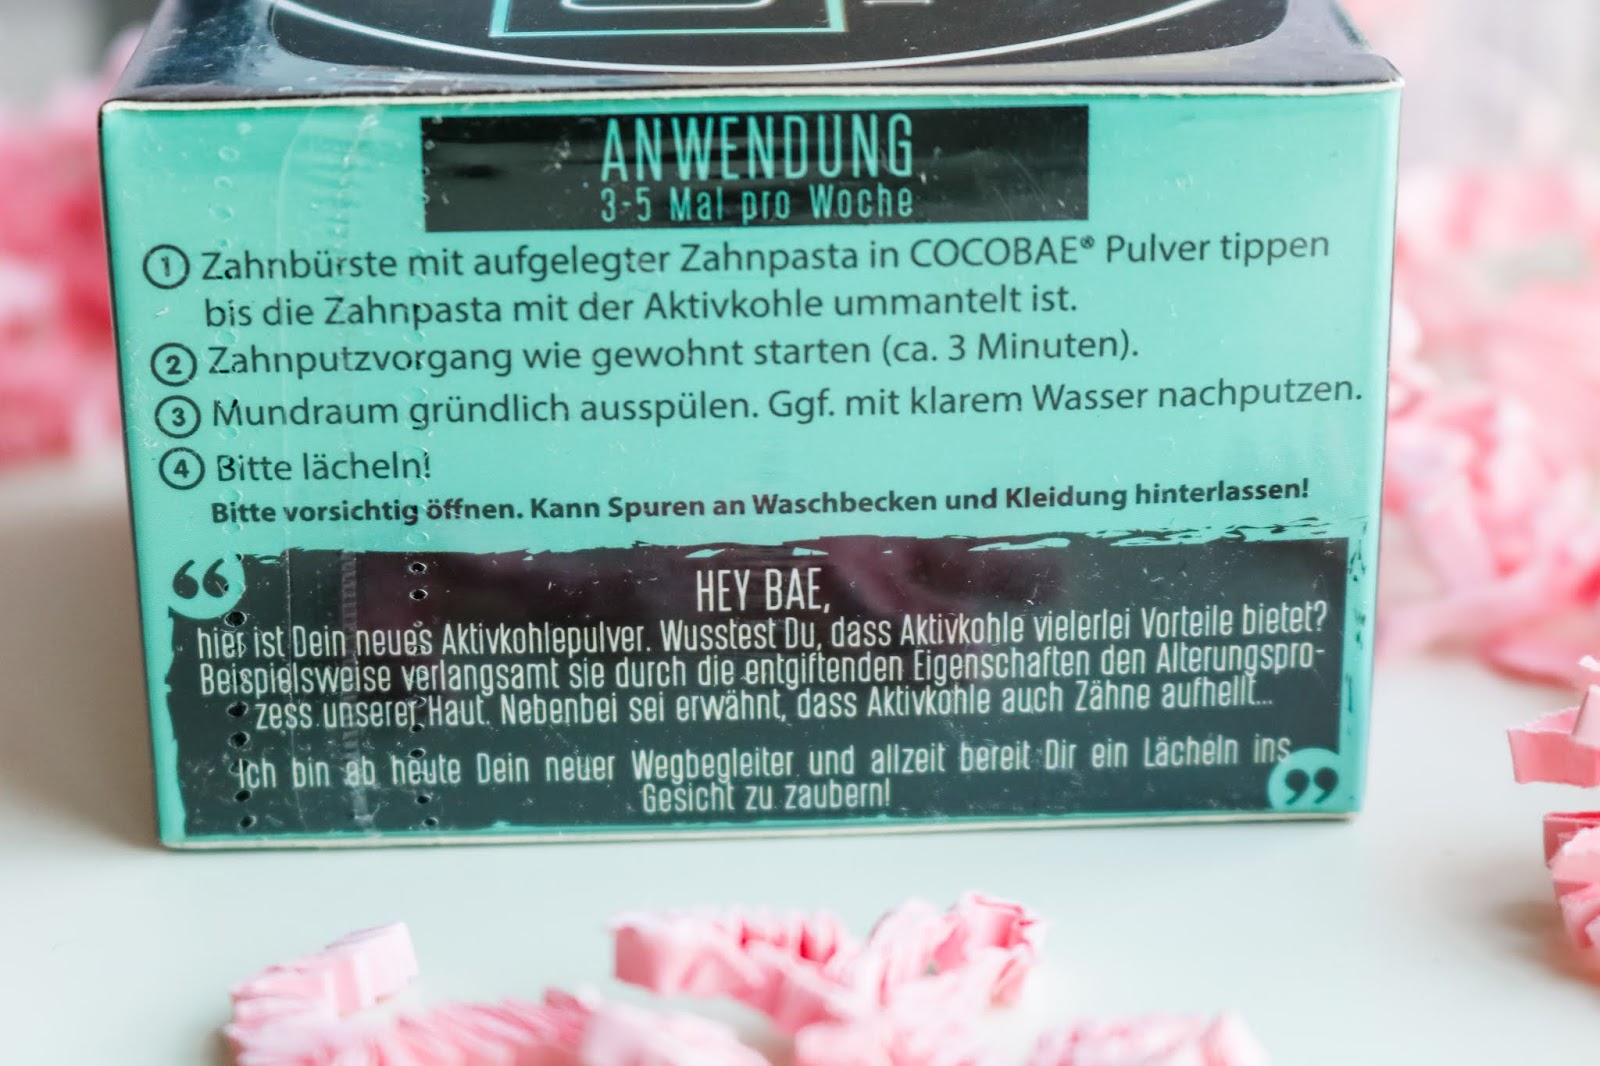 ANWENDUNG
3-5 Mal pro Woche
1 Zahnbürste mit aufgelegter Zahnpasta in COCOBAE® Pulver tippen
bis die Zahnpasta mit der Aktivkohle ummantelt ist.
2 Zahnputzvorgang wie gewohnt starten (ca. 3 Minuten).
3 Mundraum gründlich ausspülen. Ggf. mit klarem Wasser nachputzen.
4 Bitte lächeln!
Bitte vorsichtig öffnen. Kann Spuren an Waschbecken und Kleidung hinterlassen!
“ HEY BAE,
hier ist Dein neues Aktivkohlepulver. Wusstest Du, dass Aktivkohle vielerlei Vorteile bietet?
Beispielsweise verlangsamt sie durch die entgiftenden Eigenschaften den Alterungspro-
zess unserer Haut. Nebenbei sei erwähnt, dass Aktivkohle auch Zähne aufhellt...
Ich bin ab heute Dein neuer Wegbegleiter und allzeit bereit Dir ein Lächeln ins
Gesicht zu zaubern! ”